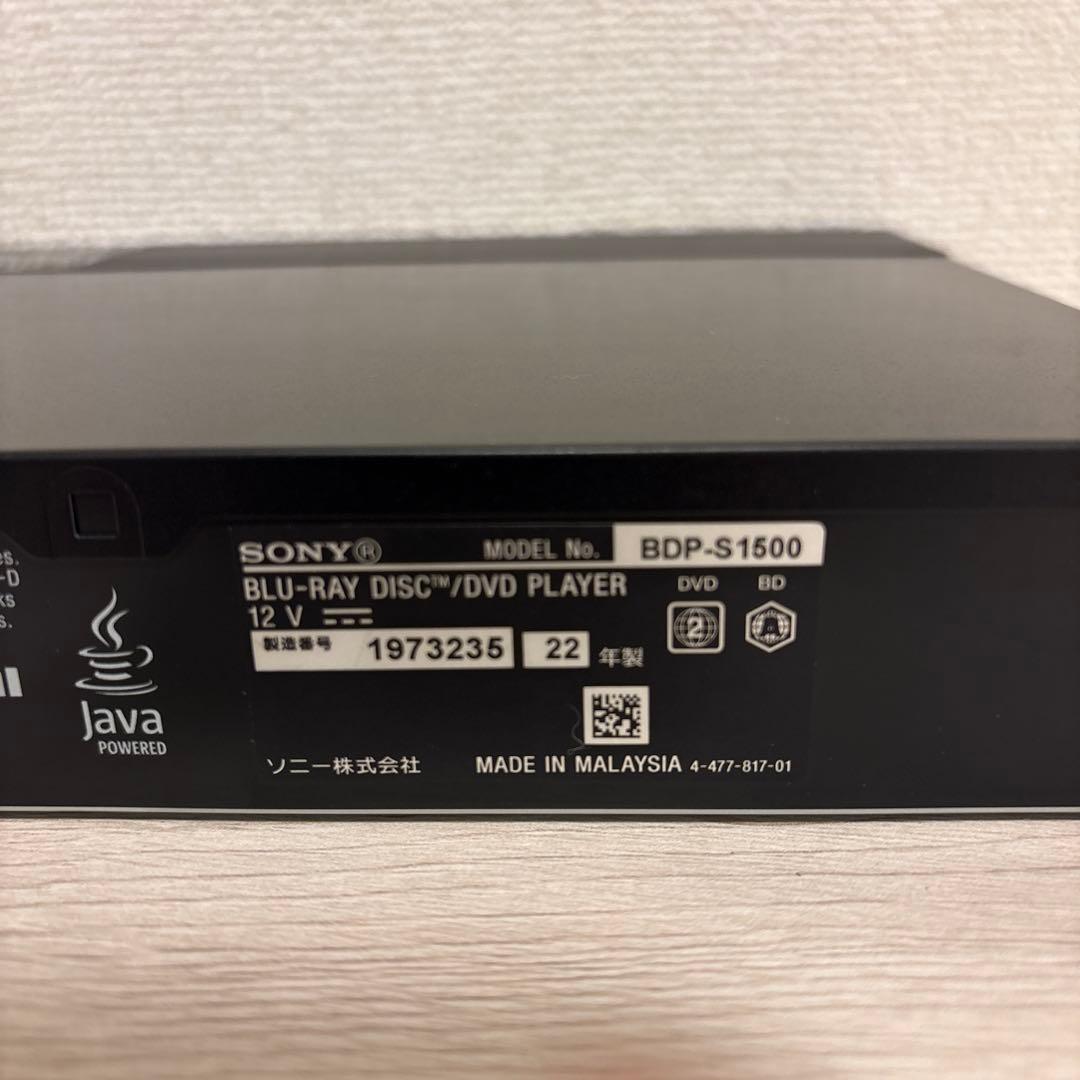 es.
-D
ks
s.
Java
POWERED
SONY® MODEL No. BDP-S1500
BLU-RAY DISC™/DVD PLAYER DVD BD
12 V
2 A
製造番号 1973235 22 年製
ソニー株式会社 MADE IN MALAYSIA 4-477-817-01